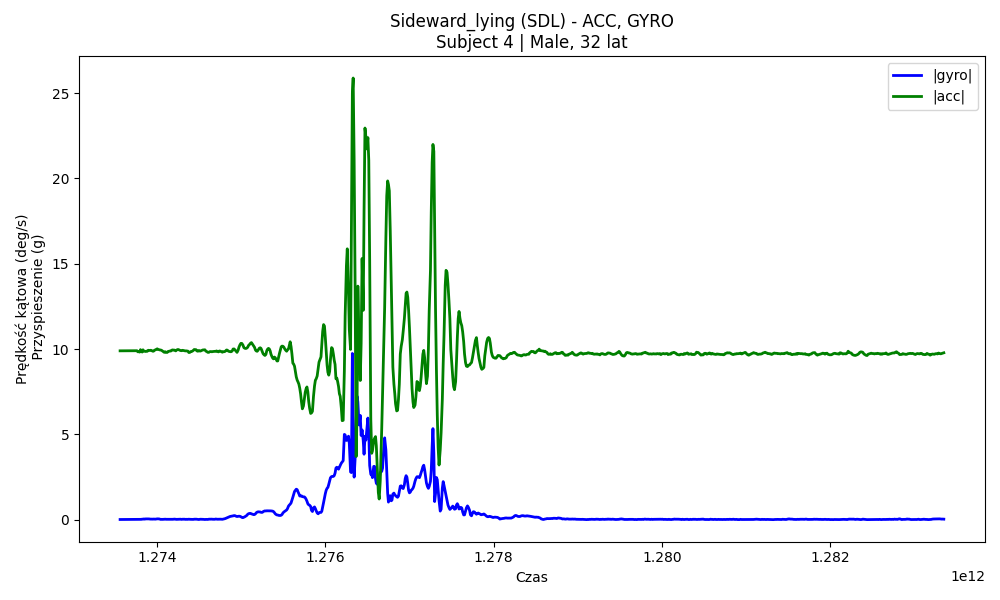 Sideward_lying (SDL) - ACC, GYRO
Subject 4 | Male, 32 lat
|gyro|
|acc|
Prędkość kątowa (deg/s)
Przyspieszenie (g)
25
20
15
10
5
0
1.274 1.276 1.278 1.280 1.282
1e12
Czas